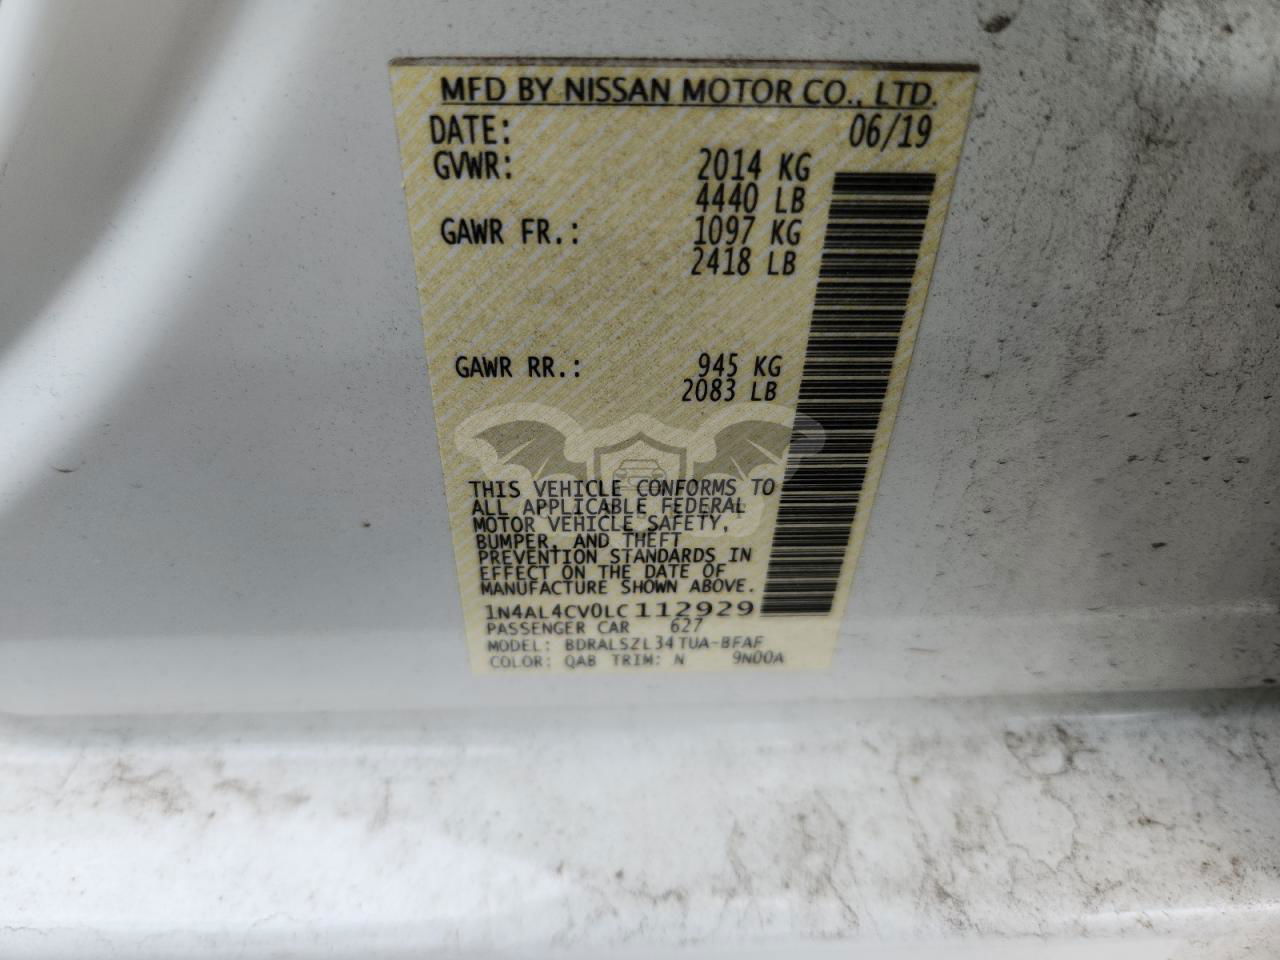 MFD BY NISSAN MOTOR CO., LTD.
DATE: 06/19
GVWR: 2014 KG
4440 LB
GAWR FR.: 1097 KG
2418 LB
GAWR RR.: 945 KG
2083 LB
THIS VEHICLE CONFORMS TO
ALL APPLICABLE FEDERAL
MOTOR VEHICLE SAFETY,
BUMPER, AND THEFT
PREVENTION STANDARDS IN
EFFECT ON THE DATE OF
MANUFACTURE SHOWN ABOVE.
1N4AL4CV0LC112929
PASSENGER CAR 627
MODEL: BDRALSZL34TUA-BFAF
COLOR: QAB TRIM: N 9N00A